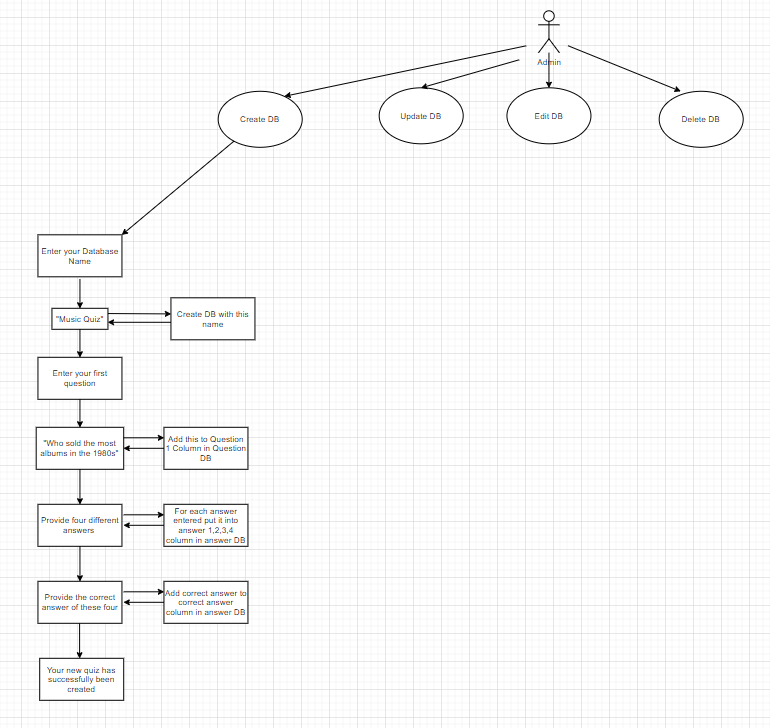 Admin
Create DB
Update DB
Edit DB
Delete DB
Enter your Database
Name
"Music Quiz"
Create DB with this
name
Enter your first
question
"Who sold the most
albums in the 1980s"
Add this to Question
1 Column in Question
DB
Provide four different
answers
For each answer
entered put it into
answer 1,2,3,4
column in answer DB
Provide the correct
answer of these four
Add correct answer to
correct answer
column in answer DB
Your new quiz has
successfully been
created